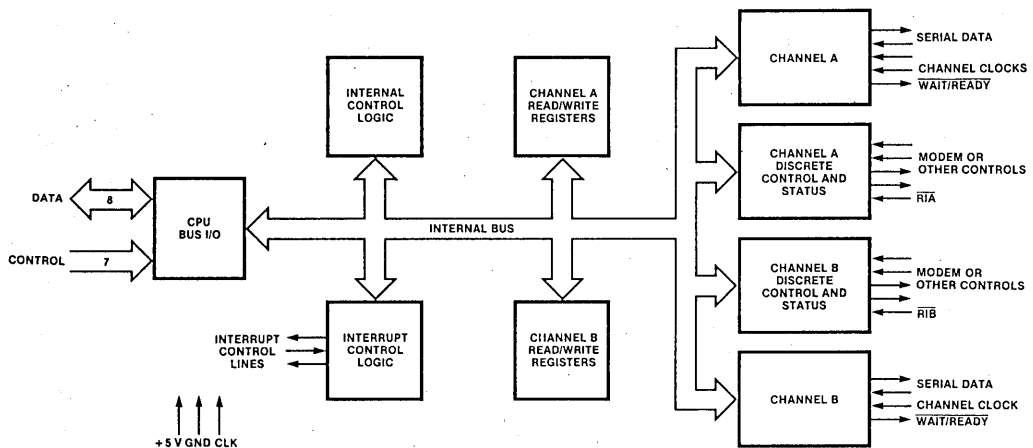 DATA
8
CONTROL
7
CPU
BUS I/O
INTERNAL
CONTROL
LOGIC
CHANNEL A
READ/WRITE
REGISTERS
INTERNAL BUS
INTERRUPT
CONTROL
LINES
INTERRUPT
CONTROL
LOGIC
CHANNEL B
READ/WRITE
REGISTERS
+5 V GND CLK
CHANNEL A
SERIAL DATA
CHANNEL CLOCKS
WAIT/READY
CHANNEL A
DISCRETE
CONTROL AND
STATUS
MODEM OR
OTHER CONTROLS
RIA
CHANNEL B
DISCRETE
CONTROL AND
STATUS
MODEM OR
OTHER CONTROLS
RIB
CHANNEL B
SERIAL DATA
CHANNEL CLOCK
WAIT/READY